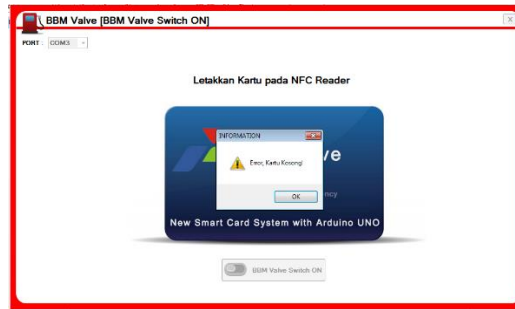 BBM Valve [BBM Valve Switch ON]
PORT : COM3
Letakkan Kartu pada NFC Reader
INFORMATION
Error, Kartu Kosong!
OK
New Smart Card System with Arduino UNO
BBM Valve Switch ON